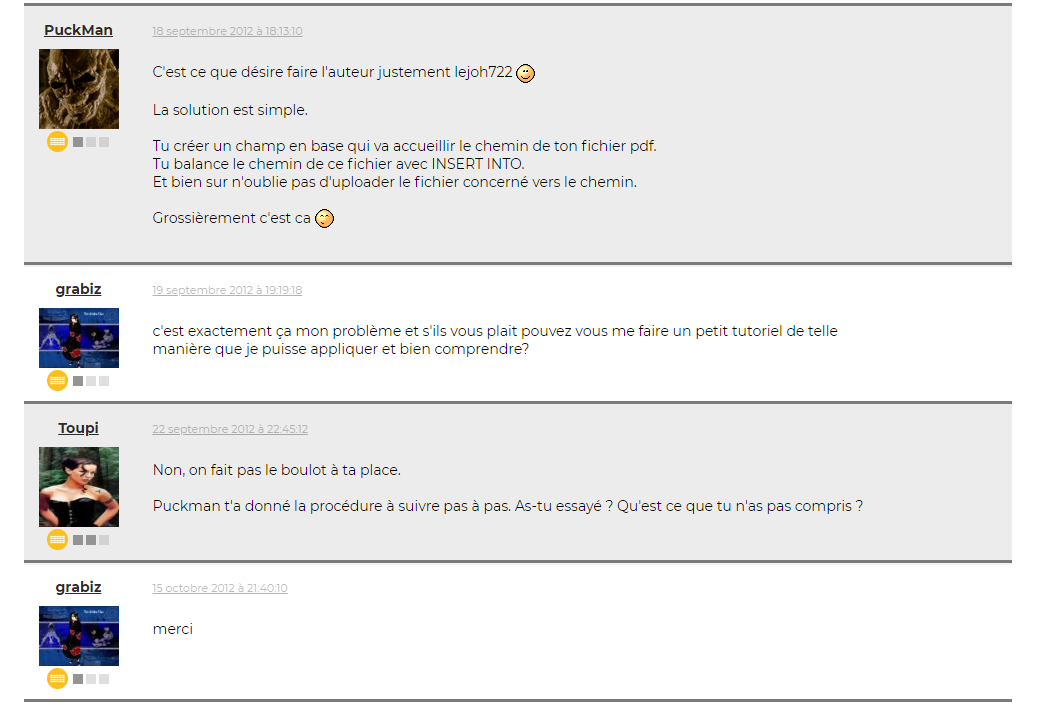 PuckMan
18 septembre 2012 à 18:13:10
C'est ce que désire faire l'auteur justement lejoh722
La solution est simple.
Tu créer un champ en base qui va accueillir le chemin de ton fichier pdf.
Tu balance le chemin de ce fichier avec INSERT INTO.
Et bien sur n'oublie pas d'uploader le fichier concerné vers le chemin.
Grossièrement c'est ca
grabiz
19 septembre 2012 à 19:19:18
c'est exactement ça mon problème et s'ils vous plait pouvez vous me faire un petit tutoriel de telle
manière que je puisse appliquer et bien comprendre?
Toupi
22 septembre 2012 à 22:45:12
Non, on fait pas le boulot à ta place.
Puckman t'a donné la procédure à suivre pas à pas. As-tu essayé ? Qu'est ce que tu n'as pas compris ?
grabiz
15 octobre 2012 à 21:40:10
merci